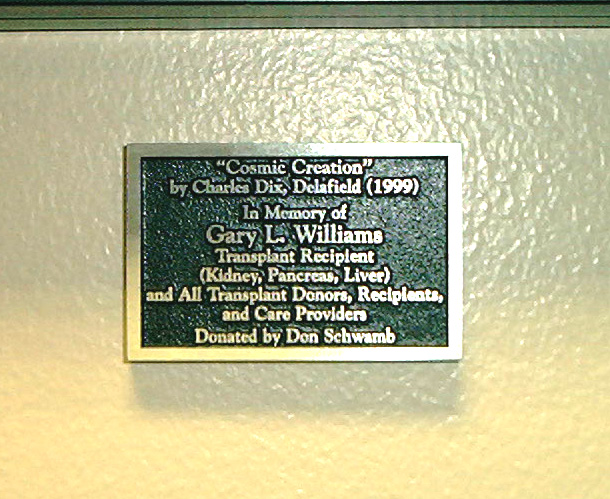 "Cosmic Creation"
by Charles Dix, Delafield (1999)
In Memory of
Gary L. Williams
Transplant Recipient
(Kidney, Pancreas, Liver)
and All Transplant Donors, Recipients,
and Care Providers
Donated by Don Schwamb